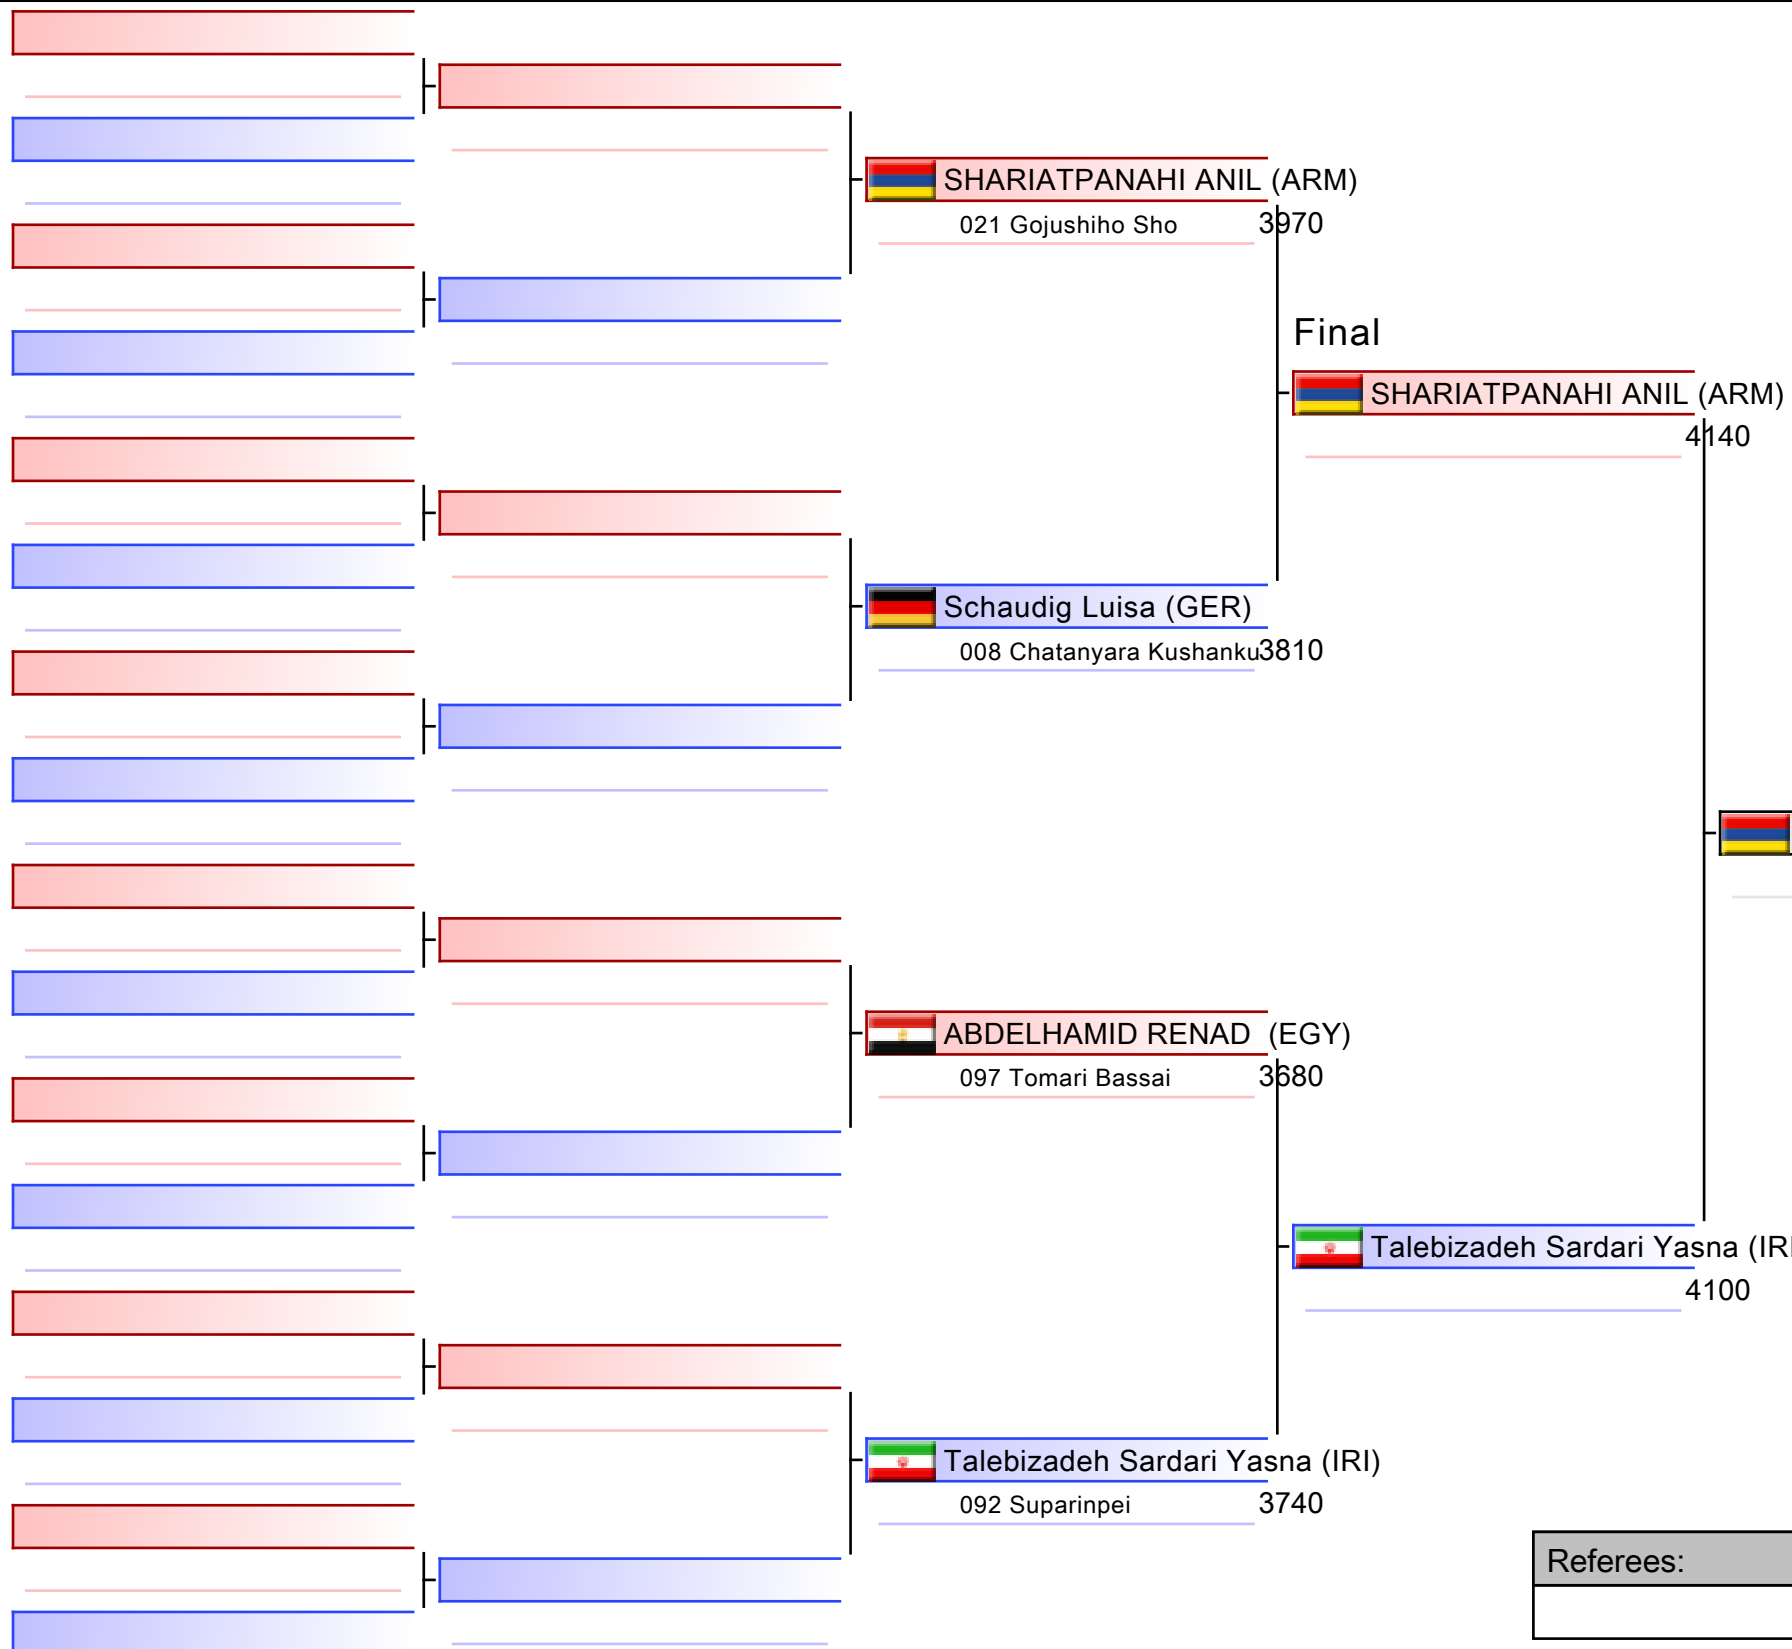 SHARIATPANAHI ANIL (ARM)
021 Gojushiho Sho 3970
Final
SHARIATPANAHI ANIL (ARM)
4140
Schaudig Luisa (GER)
008 Chatanyara Kushanku 3810
ABDELHAMID RENAD (EGY)
097 Tomari Bassai 3680
Talebizadeh Sardari Yasna (IRI
4100
Talebizadeh Sardari Yasna (IRI)
092 Suparinpei 3740
Referees: